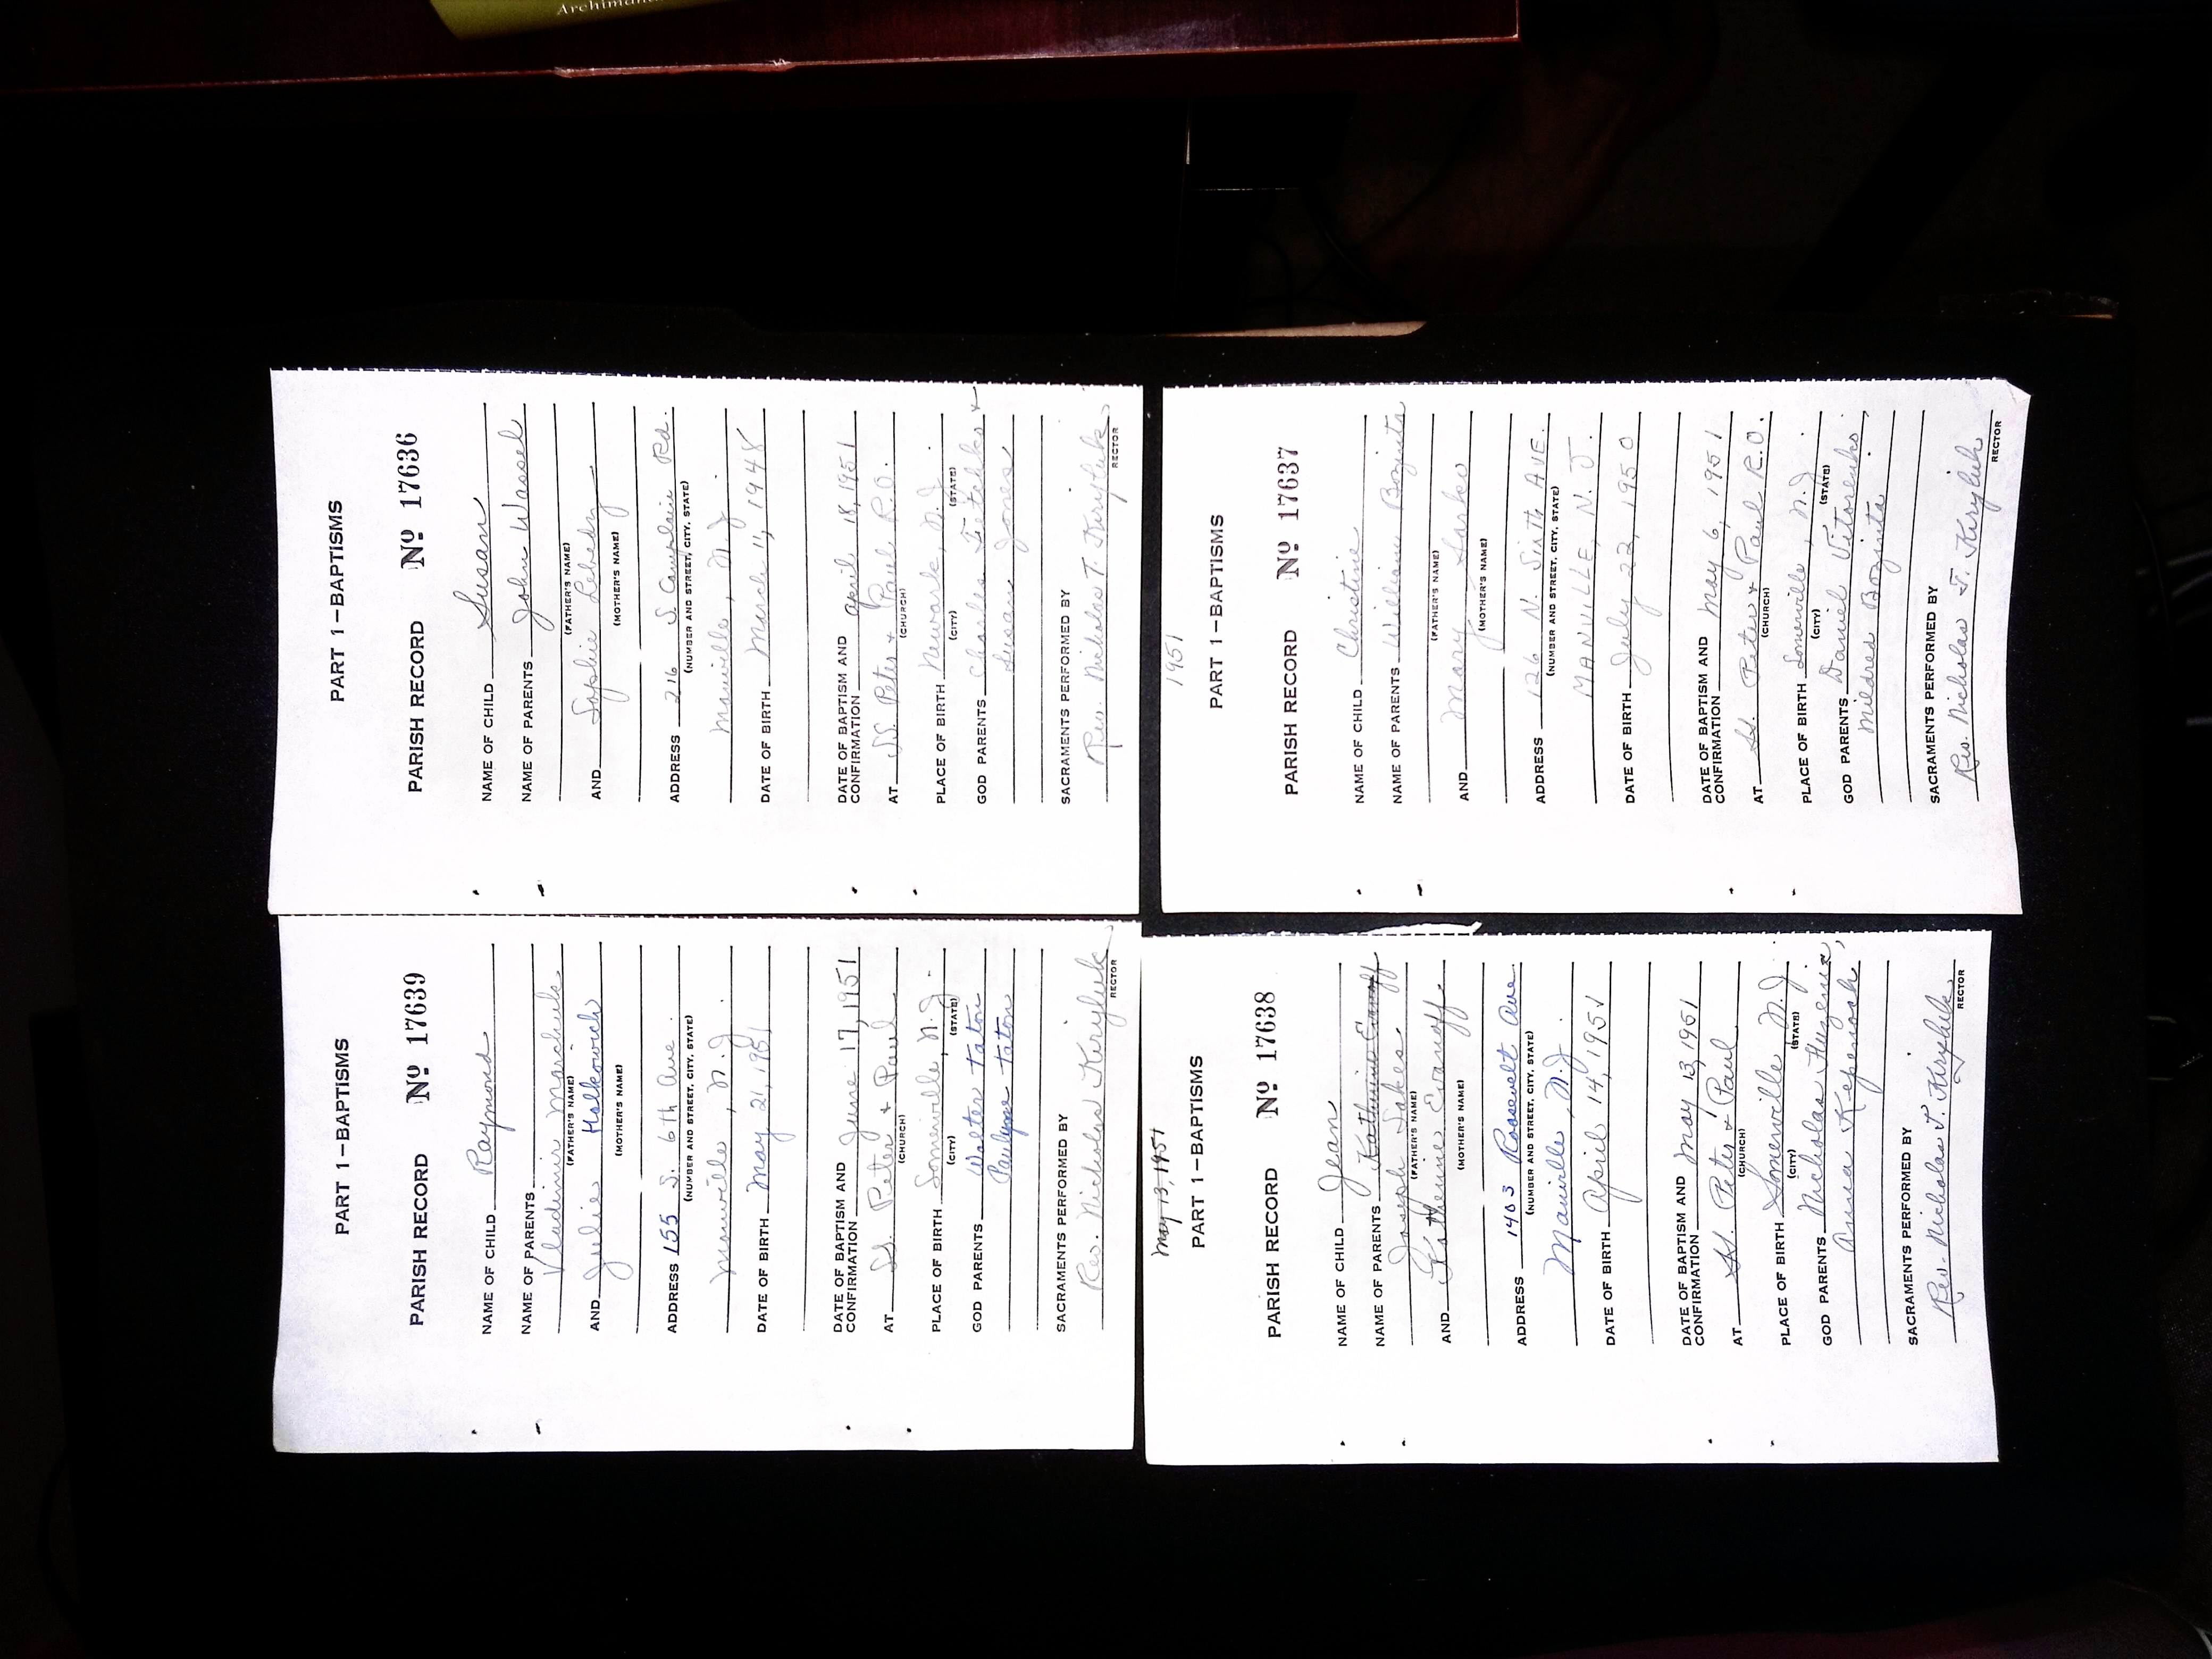 PART 1—BAPTISMS
PARISH RECORD Nº 17639
NAME OF CHILD Raymond
NAME OF PARENTS
Vladimir Marchuk
(FATHER'S NAME)
AND Julie Halkowich
(MOTHER'S NAME)
ADDRESS 155 S. 6th Ave.
(NUMBER AND STREET, CITY, STATE)
Manville, N.J.
DATE OF BIRTH May 21, 1951
DATE OF BAPTISM AND
CONFIRMATION June 17, 1951
AT SS. Peter + Paul
(CHURCH)
PLACE OF BIRTH Somerville, N.J.
(CITY) (STATE)
GOD PARENTS Walter Taton
Paulyne Taton
SACRAMENTS PERFORMED BY
Rev. Nicholas Kiryluk
RECTOR
PART 1—BAPTISMS
PARISH RECORD Nº 17636
NAME OF CHILD Susan
NAME OF PARENTS John Wassel
(FATHER'S NAME)
AND Sophie Lebedz
(MOTHER'S NAME)
ADDRESS 216 S. Camplain Rd.
(NUMBER AND STREET, CITY, STATE)
Manville, N.J.
DATE OF BIRTH March 11, 1948
DATE OF BAPTISM AND
CONFIRMATION April 18, 1951
AT SS. Peter + Paul R.O.
(CHURCH)
PLACE OF BIRTH Newark, N.J.
(CITY) (STATE)
GOD PARENTS Charles +
Susan Jones
SACRAMENTS PERFORMED BY
Rev. Nicholas T. Kiryluk
RECTOR
May 13, 1951
PART 1—BAPTISMS
PARISH RECORD Nº 17638
NAME OF CHILD Jean
NAME OF PARENTS Katherine Evanoff
Joseph Sakes
(FATHER'S NAME)
AND Katherine Evanoff
(MOTHER'S NAME)
ADDRESS 1403 Roosevelt Ave.
(NUMBER AND STREET, CITY, STATE)
Manville, N.J.
DATE OF BIRTH April 14, 1951
DATE OF BAPTISM AND
CONFIRMATION May 13, 1951
AT SS. Peter + Paul
(CHURCH)
PLACE OF BIRTH Somerville, N.J.
(CITY) (STATE)
GOD PARENTS Nicholas
Anna Kepenach
SACRAMENTS PERFORMED BY
Rev. Nicholas T. Kiryluk
RECTOR
1951
PART 1—BAPTISMS
PARISH RECORD Nº 17637
NAME OF CHILD Christine
NAME OF PARENTS William Bozinta
(FATHER'S NAME)
AND Mary Sarko
(MOTHER'S NAME)
ADDRESS 126 N. Sixth AVE.
(NUMBER AND STREET, CITY, STATE)
MANVILLE, N.J.
DATE OF BIRTH July 22, 1950
DATE OF BAPTISM AND
CONFIRMATION May 6, 1951
AT SS. Peter + Paul R.O.
(CHURCH)
PLACE OF BIRTH Somerville, N.J.
(CITY) (STATE)
GOD PARENTS Daniel Vitorenko,
Mildred Bozinta
SACRAMENTS PERFORMED BY
Rev. Nicholas T. Kiryluk
RECTOR